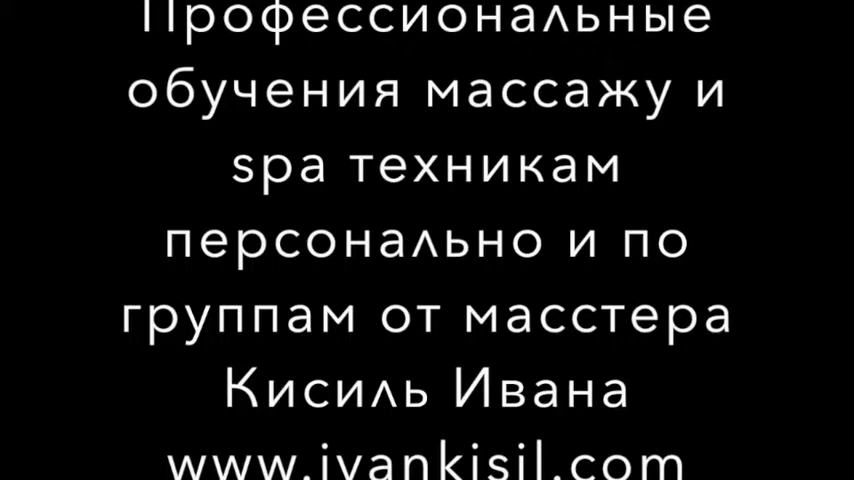 Профессиональные
обучения массажу и
spa техникам
персонально и по
группам от масстера
Кисиль Ивана
www.ivankisil.com